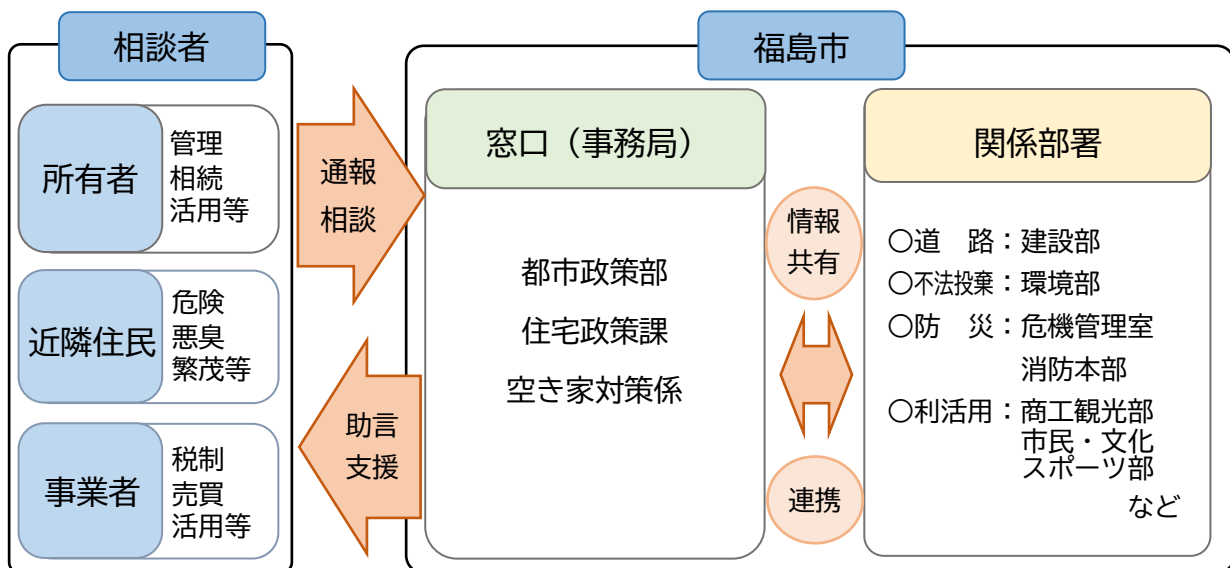 相談者
所有者
管理
相続
活用等
近隣住民
危険
悪臭
繁茂等
事業者
税制
売買
活用等
通報
相談
助言
支援
福島市
窓口（事務局）
都市政策部
住宅政策課
空き家対策係
情報
共有
連携
関係部署
〇道　路：建設部
〇不法投棄：環境部
〇防　災：危機管理室
消防本部
〇利活用：商工観光部
市民・文化
スポーツ部
など